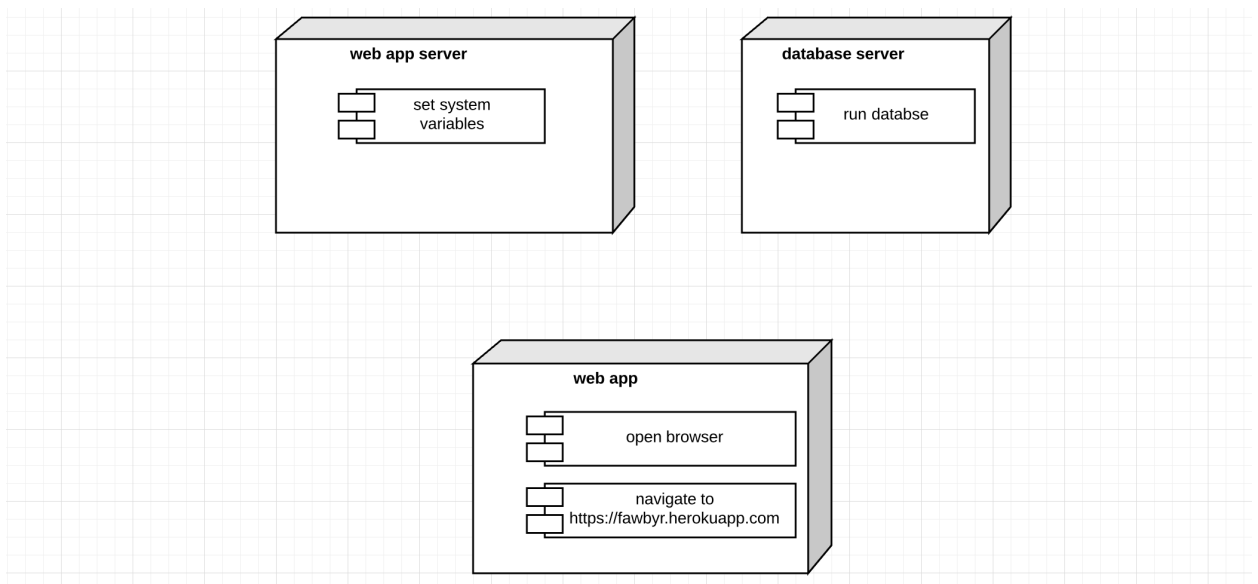 web app server
set system
variables
database server
run databse
web app
open browser
navigate to
https://fawbyr.herokuapp.com